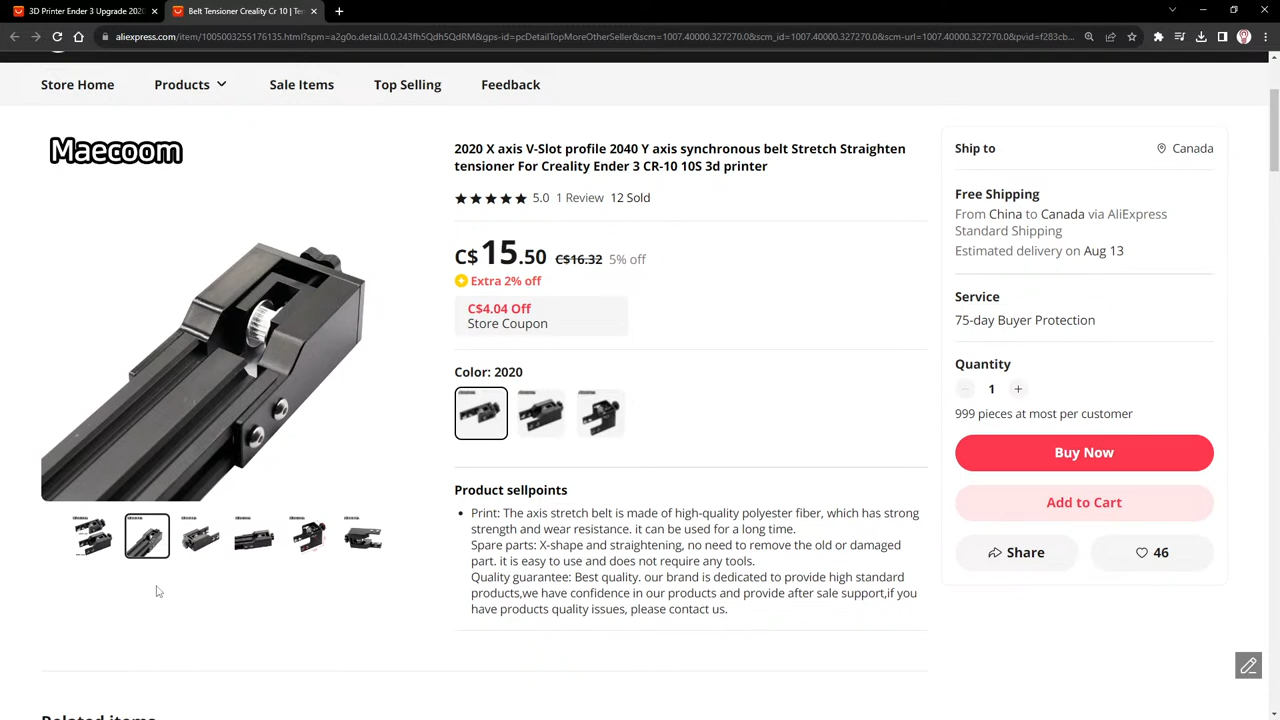 3D Printer Ender 3 Upgrade 2020
Belt Tensioner Creality Cr 10 | Ten
aliexpress.com/item/1005003255176135.html?spm=a2g0o.detail.0.0.243fh5Qdh5QdRM&gps-id=pcDetailTopMoreOtherSeller&scm=1007.40000.327270.0&scm_id=1007.40000.327270.0&scm-url=1007.40000.327270.0&pvid=f283cb...
Store Home
Products
Sale Items
Top Selling
Feedback
Maecoom
2020 X axis V-Slot profile 2040 Y axis synchronous belt Stretch Straighten
tensioner For Creality Ender 3 CR-10 10S 3d printer
5.0 1 Review 12 Sold
C$15.50 C$16.32 5% off
Extra 2% off
C$4.04 Off
Store Coupon
Color: 2020
Product sellpoints
Print: The axis stretch belt is made of high-quality polyester fiber, which has strong
strength and wear resistance. it can be used for a long time.
Spare parts: X-shape and straightening, no need to remove the old or damaged
part. it is easy to use and does not require any tools.
Quality guarantee: Best quality. our brand is dedicated to provide high standard
products,we have confidence in our products and provide after sale support,if you
have products quality issues, please contact us.
Ship to
Canada
Free Shipping
From China to Canada via AliExpress
Standard Shipping
Estimated delivery on Aug 13
Service
75-day Buyer Protection
Quantity
1
999 pieces at most per customer
Buy Now
Add to Cart
Share
46
Related items